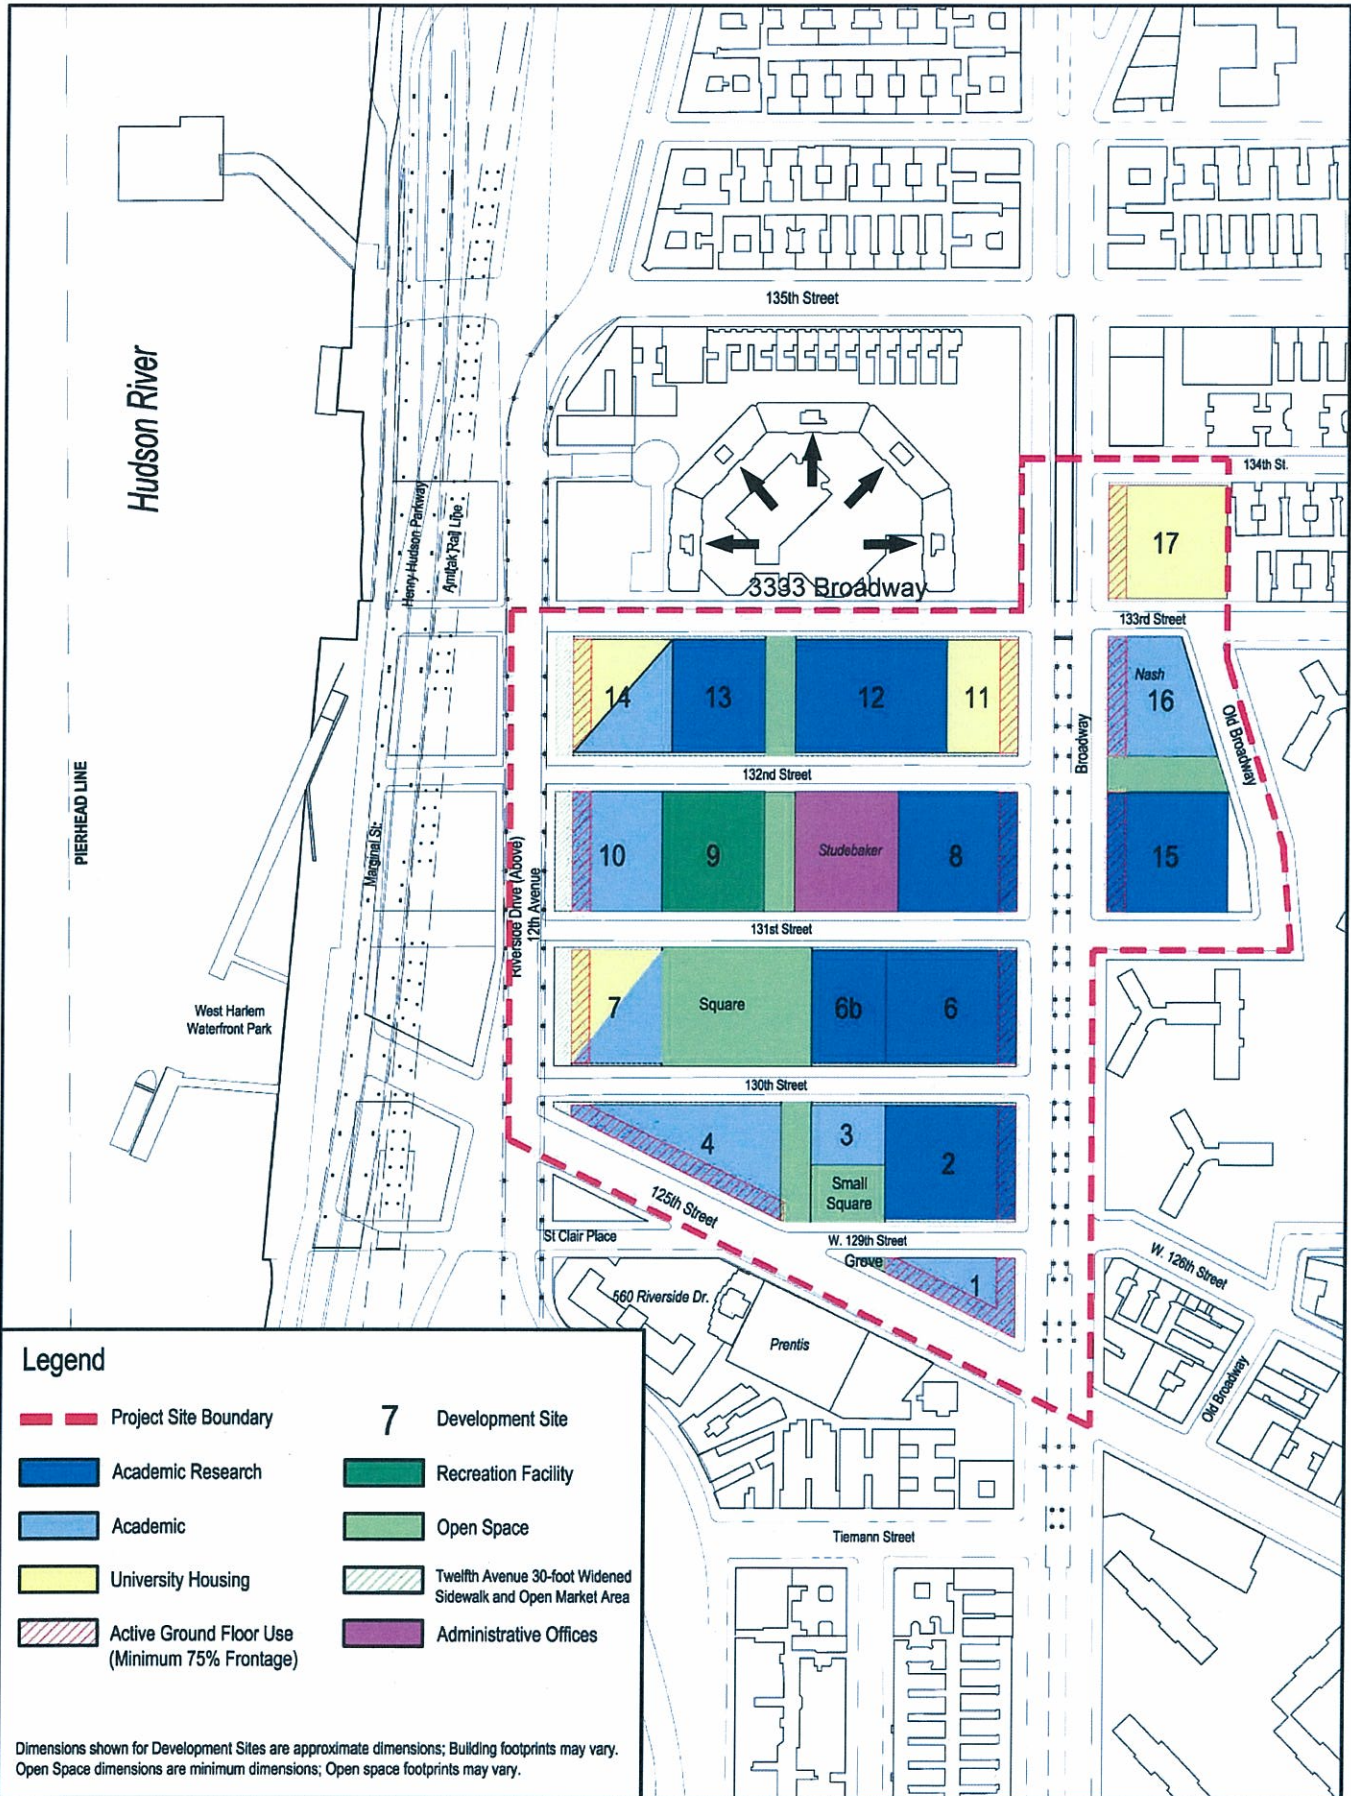 135th Street
Hudson River
134th St.
Henry Hudson Parkway
Amtrak Rail Line
17
3393 Broadway
133rd Street
14
13
12
11
Nash
16
Broadway
Old Broadway
132nd Street
PIERHEAD LINE
Marginal St.
Riverside Drive (Above)
12th Avenue
10
9
Studebaker
8
15
131st Street
7
Square
6b
6
West Harlem
Waterfront Park
130th Street
4
3
2
Small
Square
125th Street
St Clair Place
W. 129th Street
Grove
1
W. 126th Street
560 Riverside Dr.
Prentis
Old Broadway
Tiemann Street
Legend
Project Site Boundary
7
Development Site
Academic Research
Recreation Facility
Academic
Open Space
University Housing
Twelfth Avenue 30-foot Widened
Sidewalk and Open Market Area
Active Ground Floor Use
(Minimum 75% Frontage)
Administrative Offices
Dimensions shown for Development Sites are approximate dimensions; Building footprints may vary.
Open Space dimensions are minimum dimensions; Open space footprints may vary.